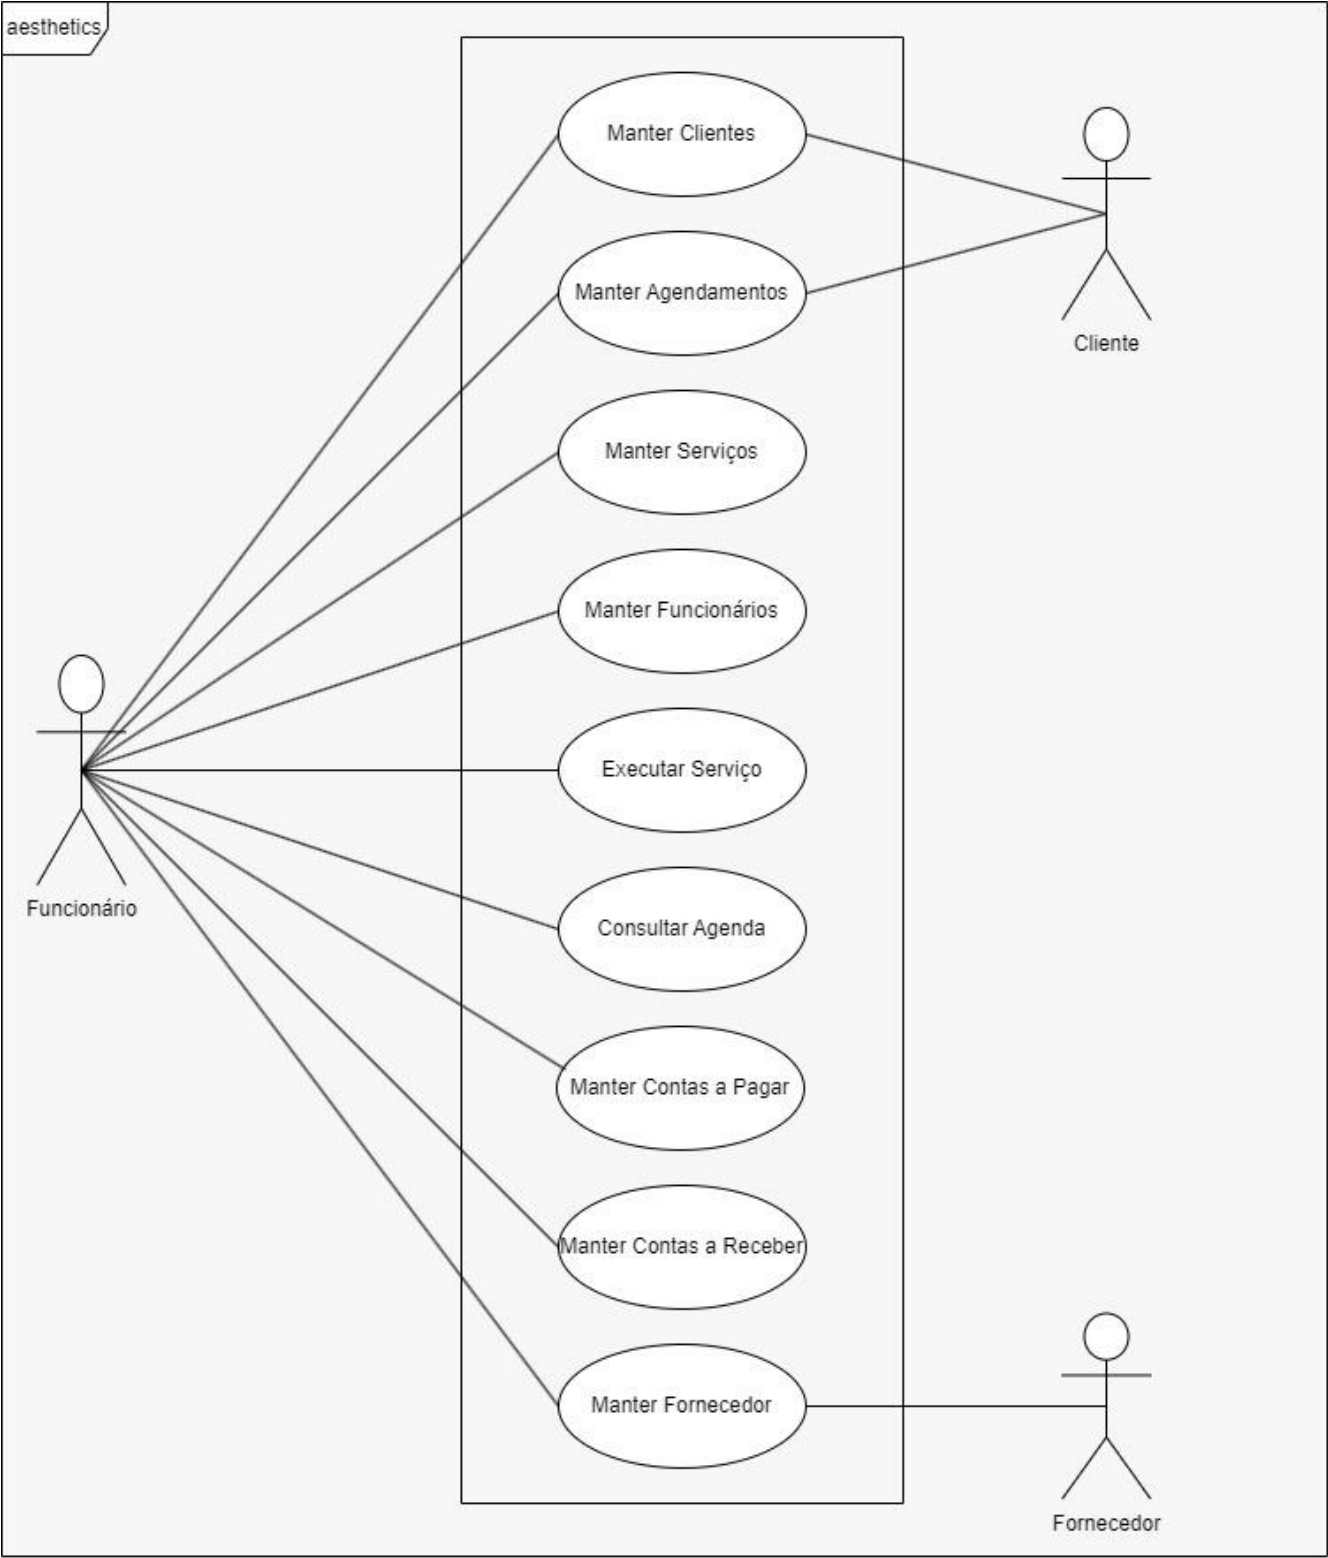 aesthetics
Manter Clientes
Cliente
Manter Agendamentos
Manter Serviços
Manter Funcionários
Executar Serviço
Funcionário
Consultar Agenda
Manter Contas a Pagar
Manter Contas a Receber
Manter Fornecedor
Fornecedor